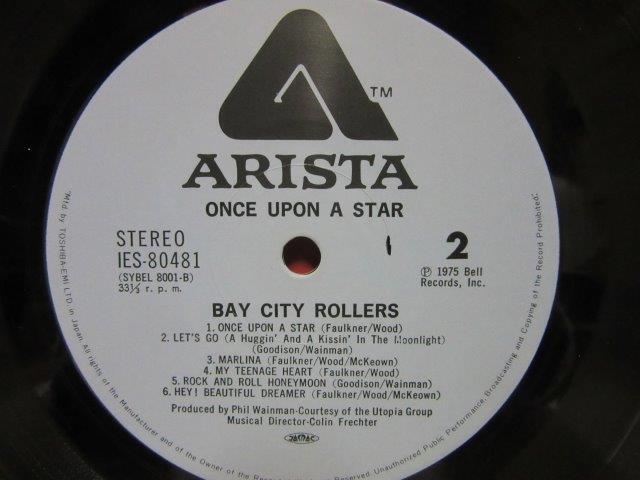 TM
ARISTA
ONCE UPON A STAR
STEREO
IES-80481
(SYBEL 8001-B)
33⅓ r. p. m.
2
Ⓟ 1975 Bell
Records, Inc.
BAY CITY ROLLERS
1. ONCE UPON A STAR (Faulkner/Wood)
2. LET'S GO (A Huggin' And A Kissin' In The Moonlight)
(Goodison/Wainman)
3. MARLINA (Faulkner/Wood/McKeown)
4. MY TEENAGE HEART (Faulkner/Wood)
5. ROCK AND ROLL HONEYMOON (Goodison/Wainman)
6. HEY! BEAUTIFUL DREAMER (Faulkner/Wood/McKeown)
Produced by Phil Wainman-Courtesy of the Utopia Group
Musical Director-Colin Frechter
JASRAC
Mfd by TOSHIBA-EMI LTD. in Japan. All rights of the Manufacturer and of the Owner of the Recorded Work Reserved. Unauthorized Public Performance, Broadcasting and Copying of the Record Prohibited.